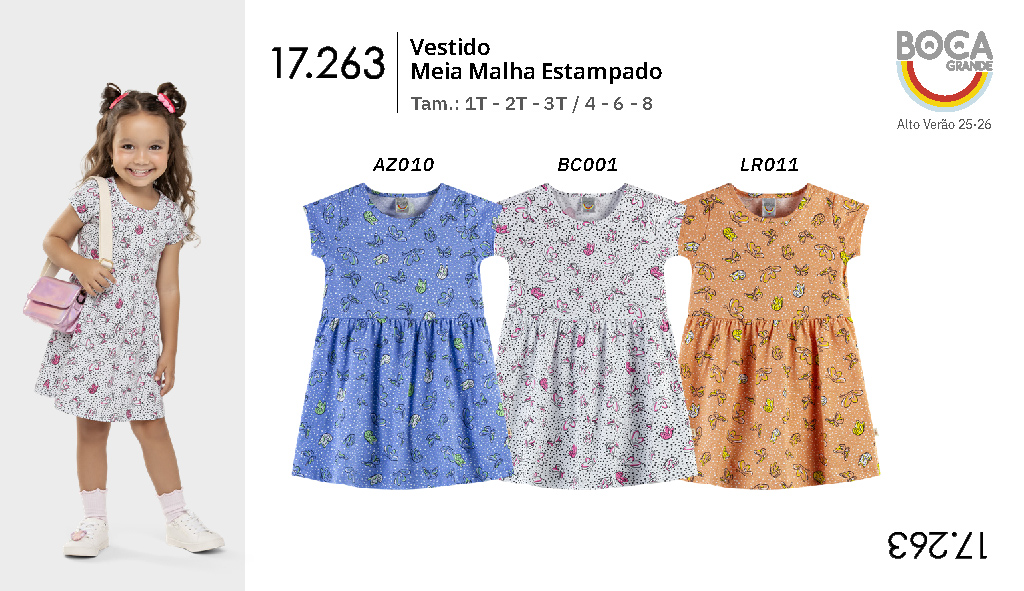 17.263
Vestido
Meia Malha Estampado
Tam.: 1T - 2T - 3T / 4 - 6 - 8
BOCA
GRANDE
Alto Verão 25-26
AZ010
BC001
LR011
17.263